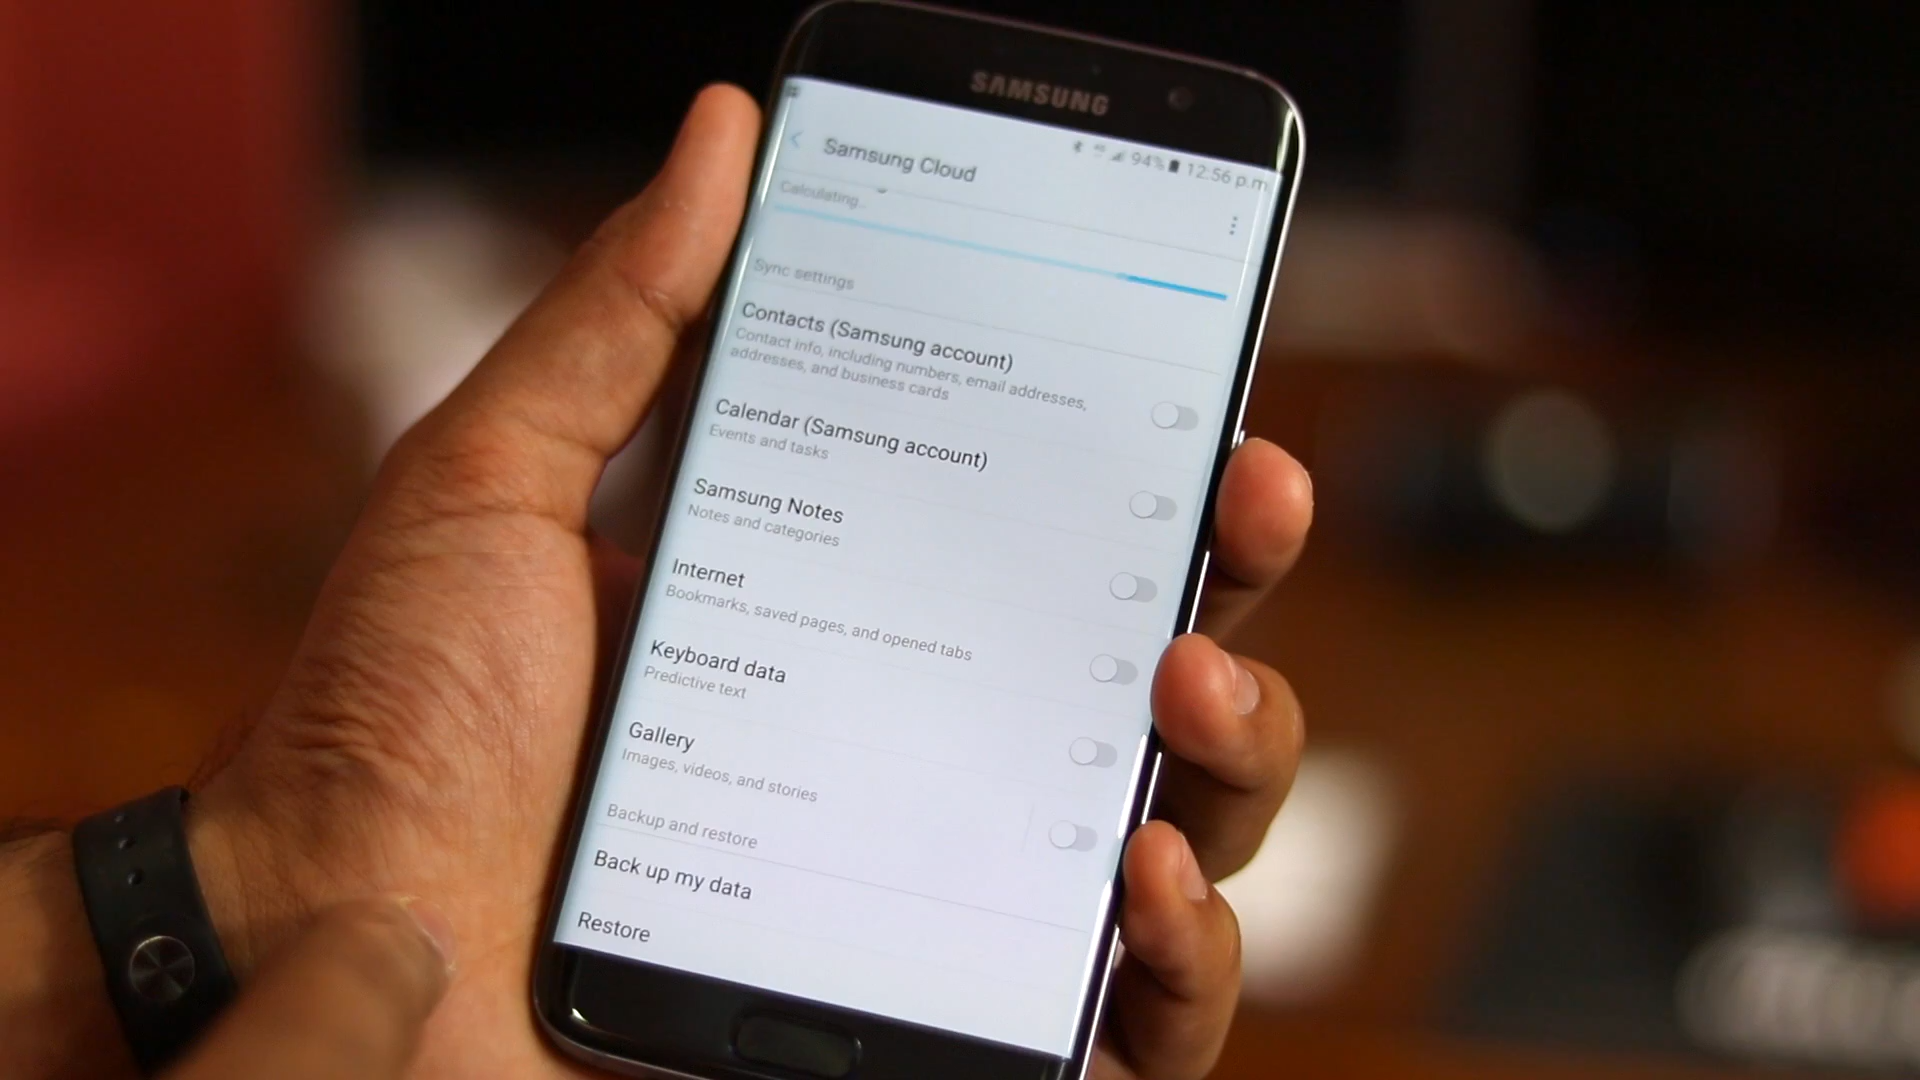 SAMSUNG
94% 12:56 p.m.
Samsung Cloud
Calculating..
Sync settings
Contacts (Samsung account)
Contact info, including numbers, email addresses,
addresses, and business cards
Calendar (Samsung account)
Events and tasks
Samsung Notes
Notes and categories
Internet
Bookmarks, saved pages, and opened tabs
Keyboard data
Predictive text
Gallery
Images, videos, and stories
Backup and restore
Back up my data
Restore